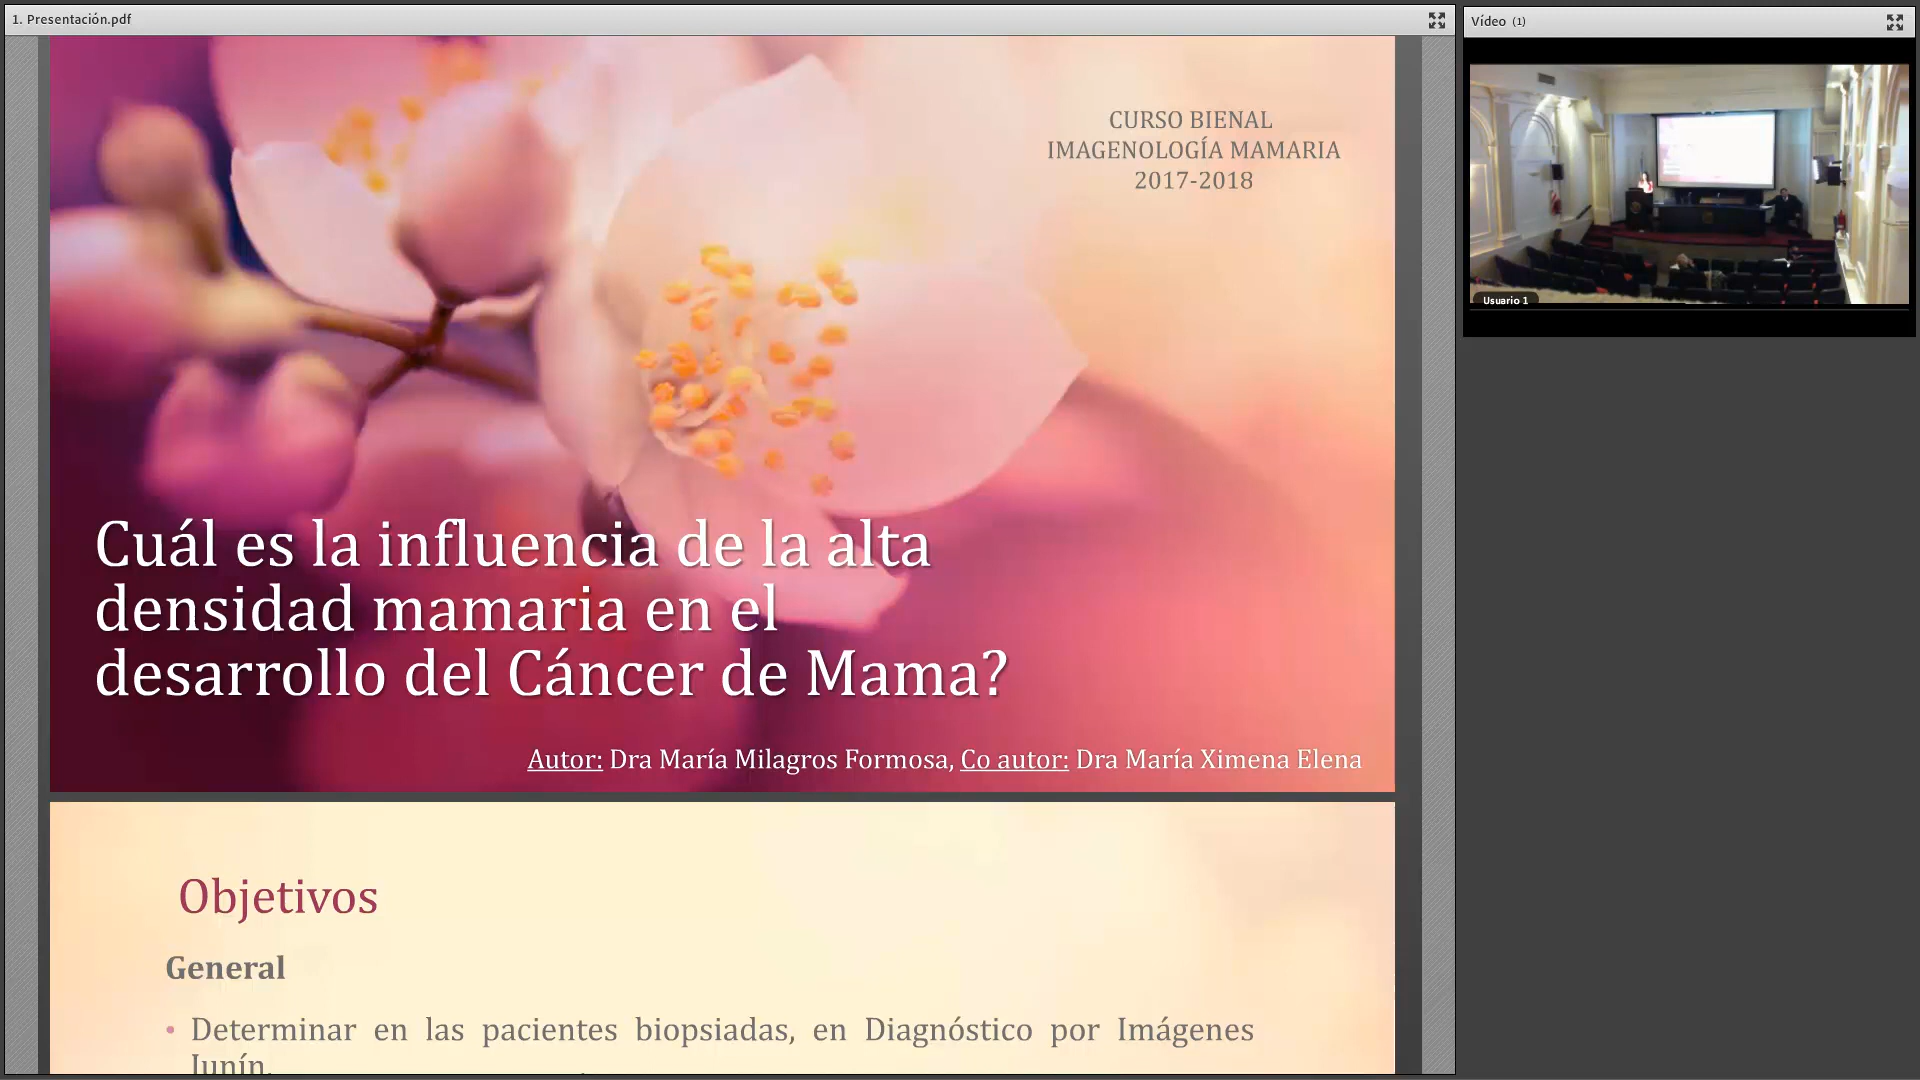 1. Presentación.pdf
Vídeo (1)
CURSO BIENAL
IMAGENOLOGÍA MAMARIA
2017-2018
Usuario 1
Cuál es la influencia de la alta
densidad mamaria en el
desarrollo del Cáncer de Mama?
Autor: Dra María Milagros Formosa, Co autor: Dra María Ximena Elena
Objetivos
General
• Determinar en las pacientes biopsiadas, en Diagnóstico por Imágenes
Junín.